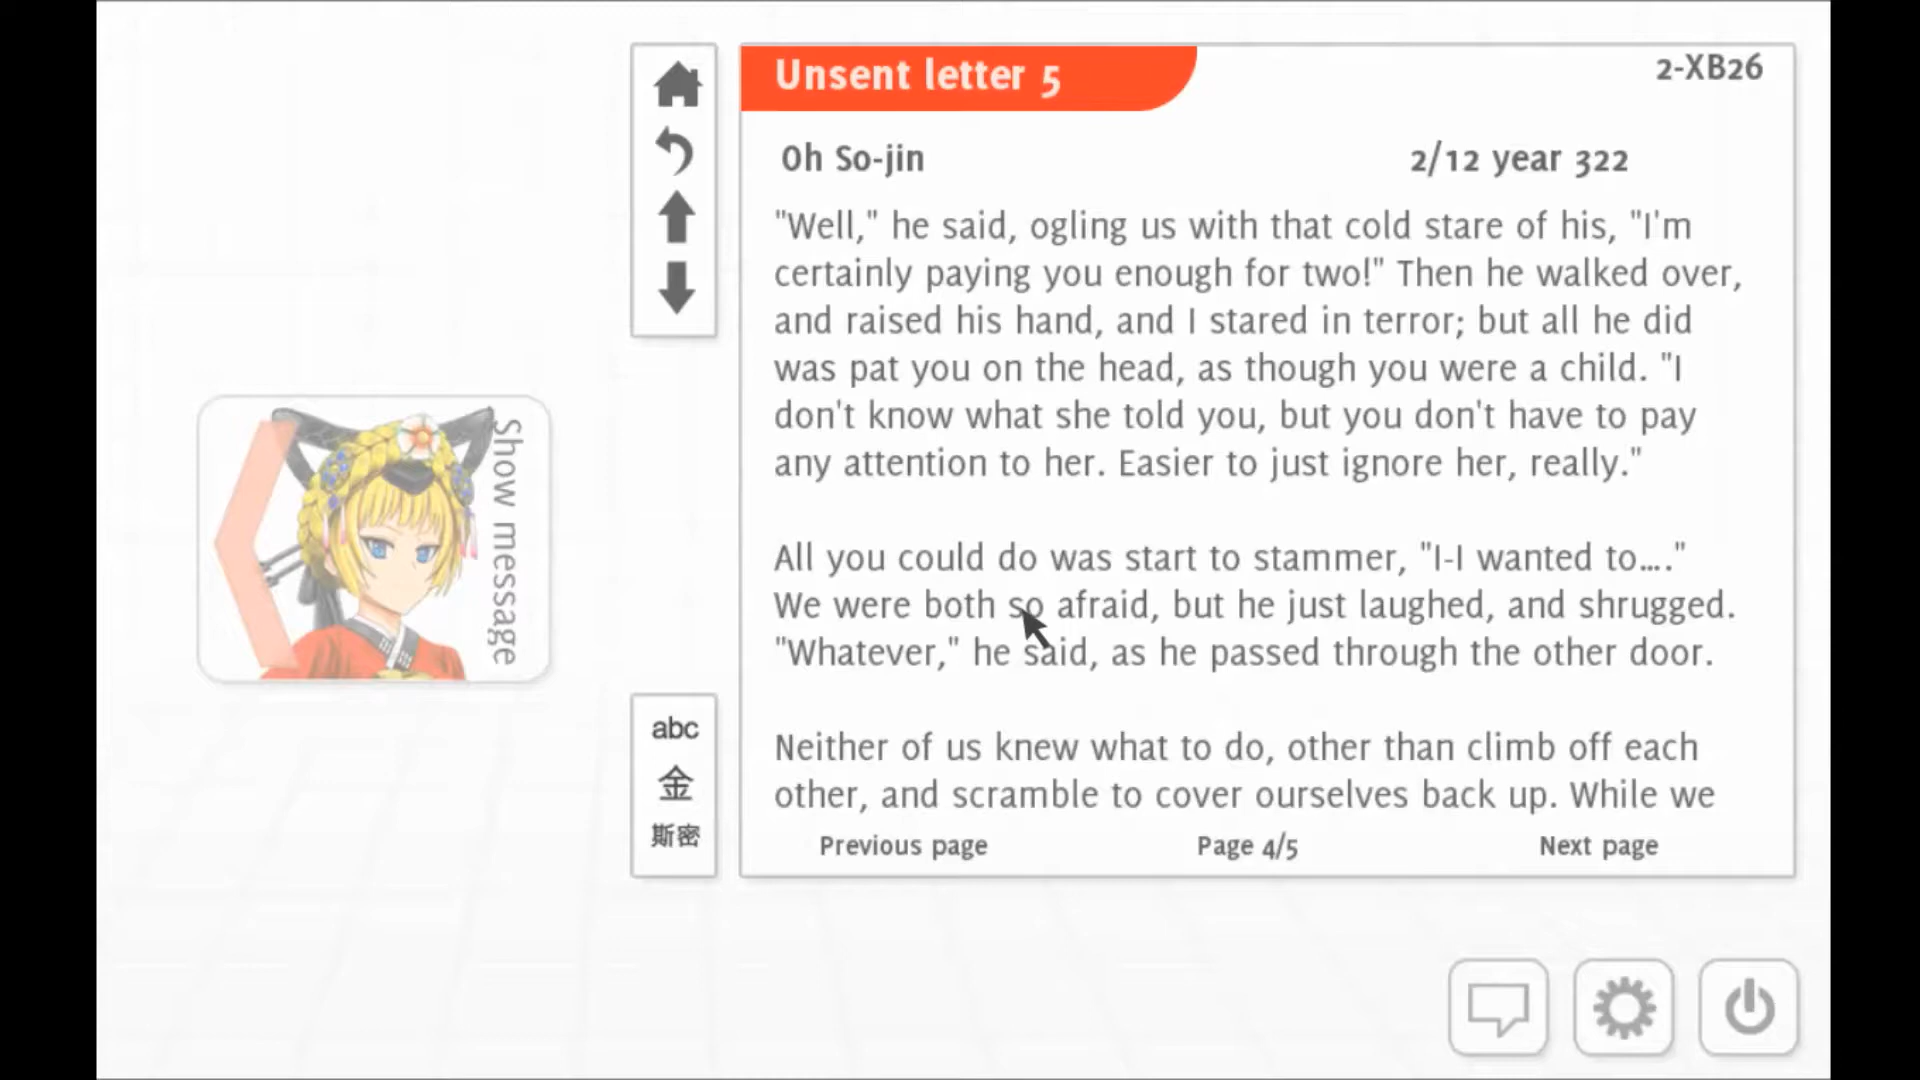 Unsent letter 5
2-XB26
Oh So-jin
2/12 year 322
"Well," he said, ogling us with that cold stare of his, "I'm
certainly paying you enough for two!" Then he walked over,
and raised his hand, and I stared in terror; but all he did
was pat you on the head, as though you were a child. "I
don't know what she told you, but you don't have to pay
any attention to her. Easier to just ignore her, really."
All you could do was start to stammer, "I-I wanted to...."
We were both so afraid, but he just laughed, and shrugged.
"Whatever," he said, as he passed through the other door.
Neither of us knew what to do, other than climb off each
other, and scramble to cover ourselves back up. While we
Previous page
Page 4/5
Next page
Show message
abc
金
斯密